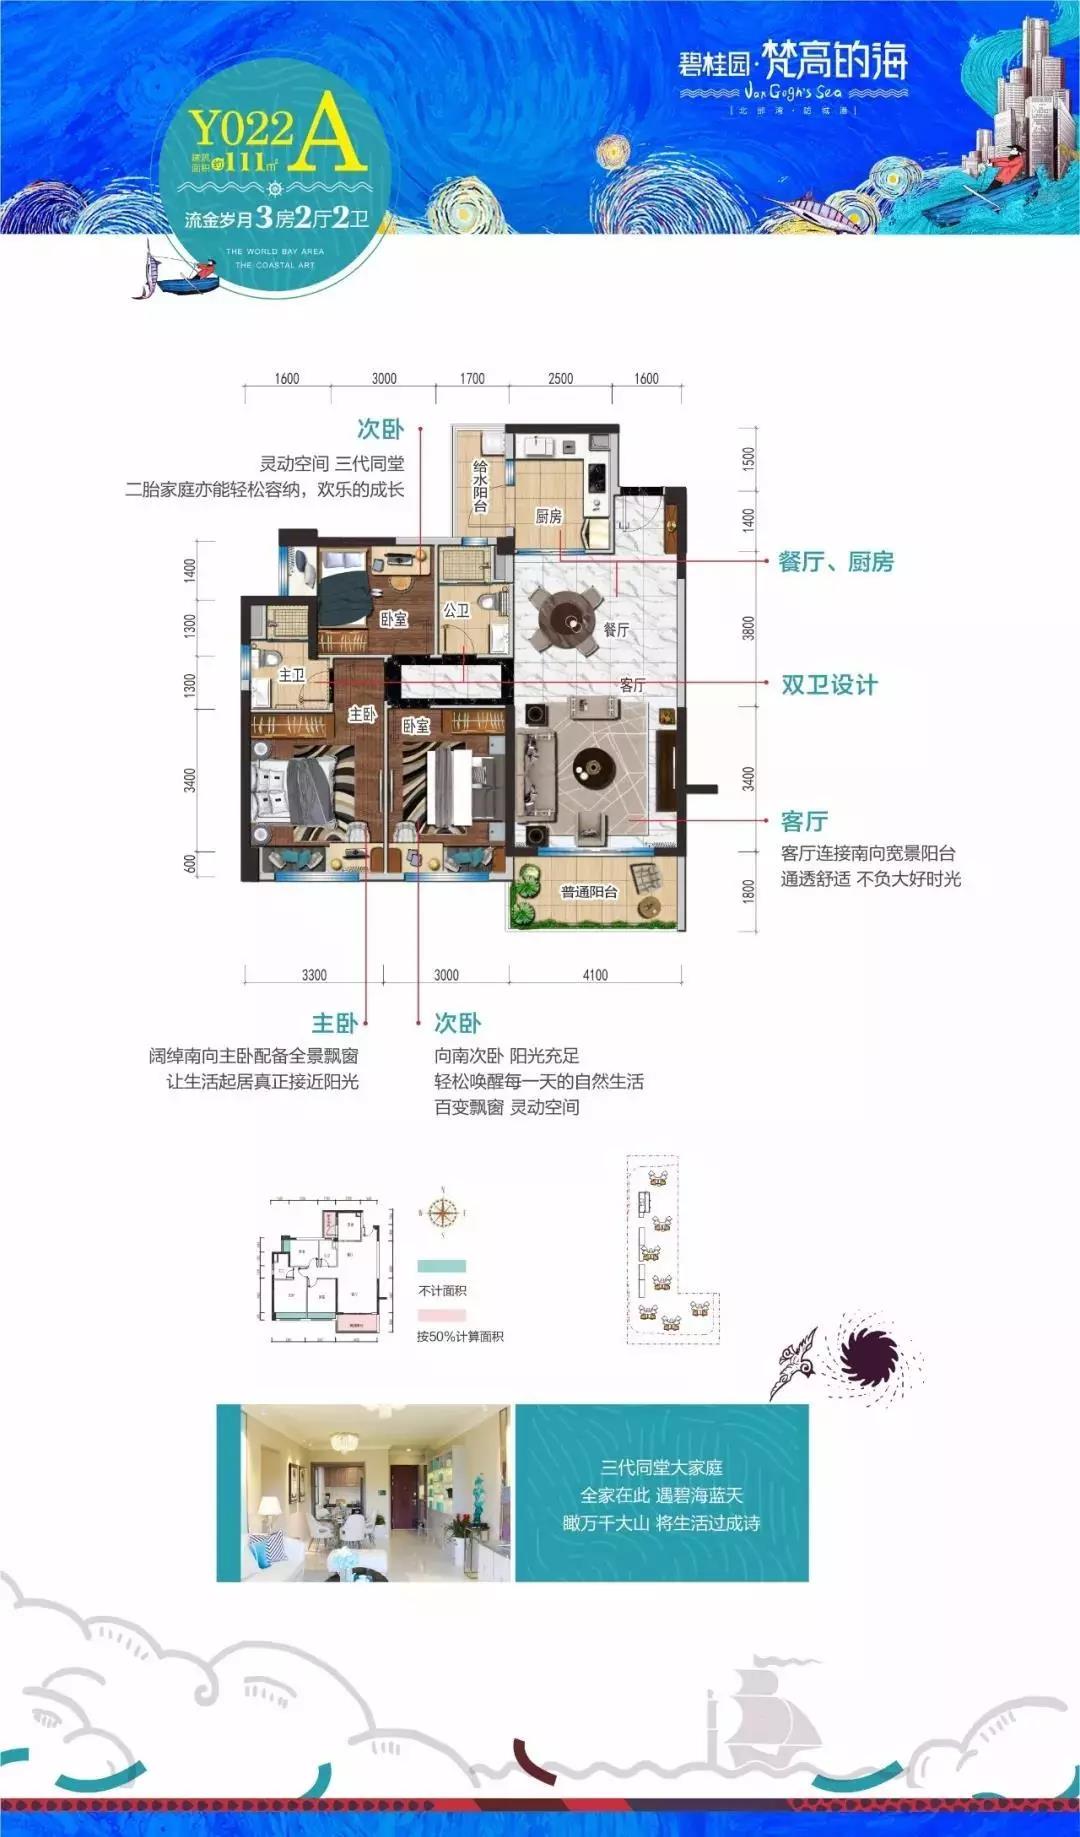 碧桂园·梵高的海
Van Gogh's Sea
北部湾·防城港
Y022A
建筑面积约111㎡
流金岁月3房2厅2卫
THE WORLD BAY AREA
THE COASTAL ART
1600 3000 1700 2500 1600
次卧
灵动空间 三代同堂
二胎家庭亦能轻松容纳，欢乐的成长
给水阳台
厨房
餐厅、厨房
卧室
公卫
餐厅
主卫
客厅
双卫设计
主卧
卧室
客厅
客厅连接南向宽景阳台
通透舒适 不负大好时光
普通阳台
1400
1300
1300
3400
600
1500
1400
3800
3400
1800
3300 3000 4100
主卧
阔绰南向主卧配备全景飘窗
让生活起居真正接近阳光
次卧
向南次卧 阳光充足
轻松唤醒每一天的自然生活
百变飘窗 灵动空间
不计面积
按50%计算面积
三代同堂大家庭
全家在此 遇碧海蓝天
瞰万千大山 将生活过成诗